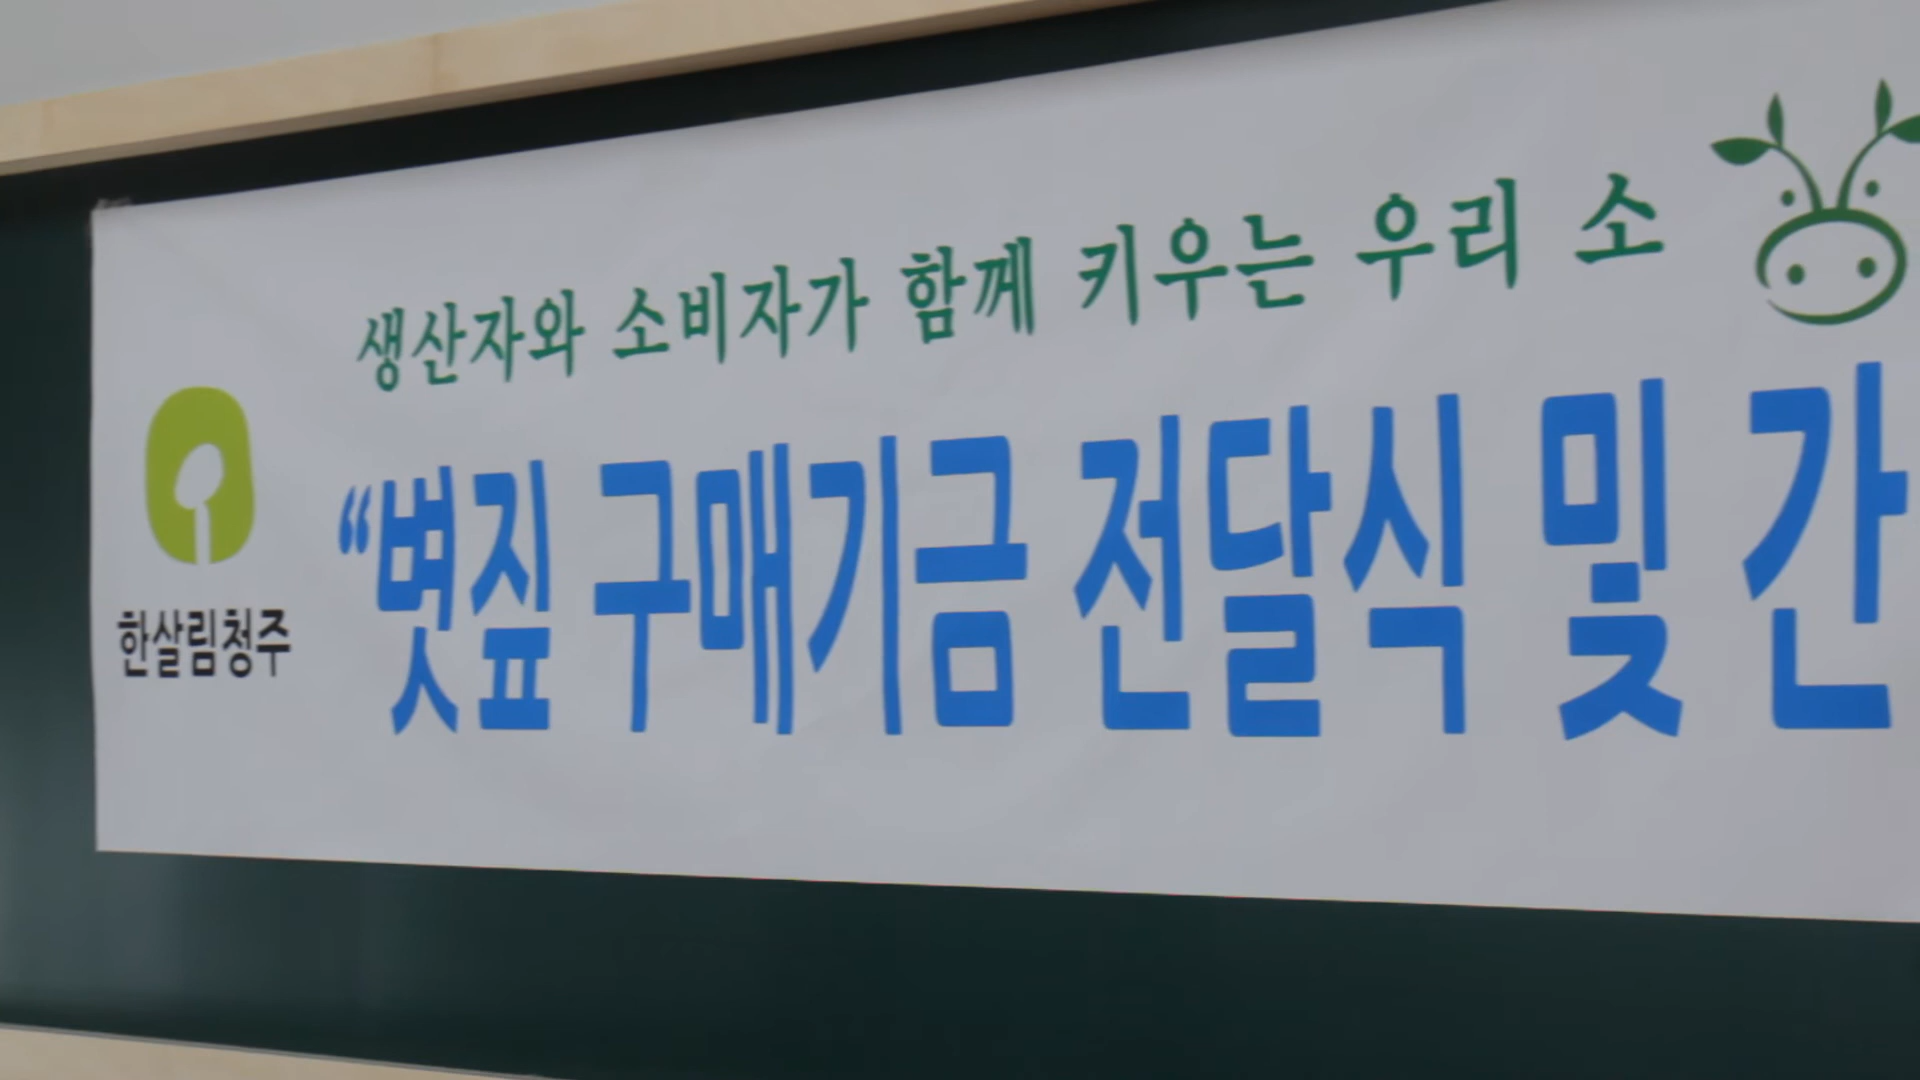 생산자와 소비자가 함께 키우는 우리 소
“볏짚 구매기금 전달식 및 간
한살림청주